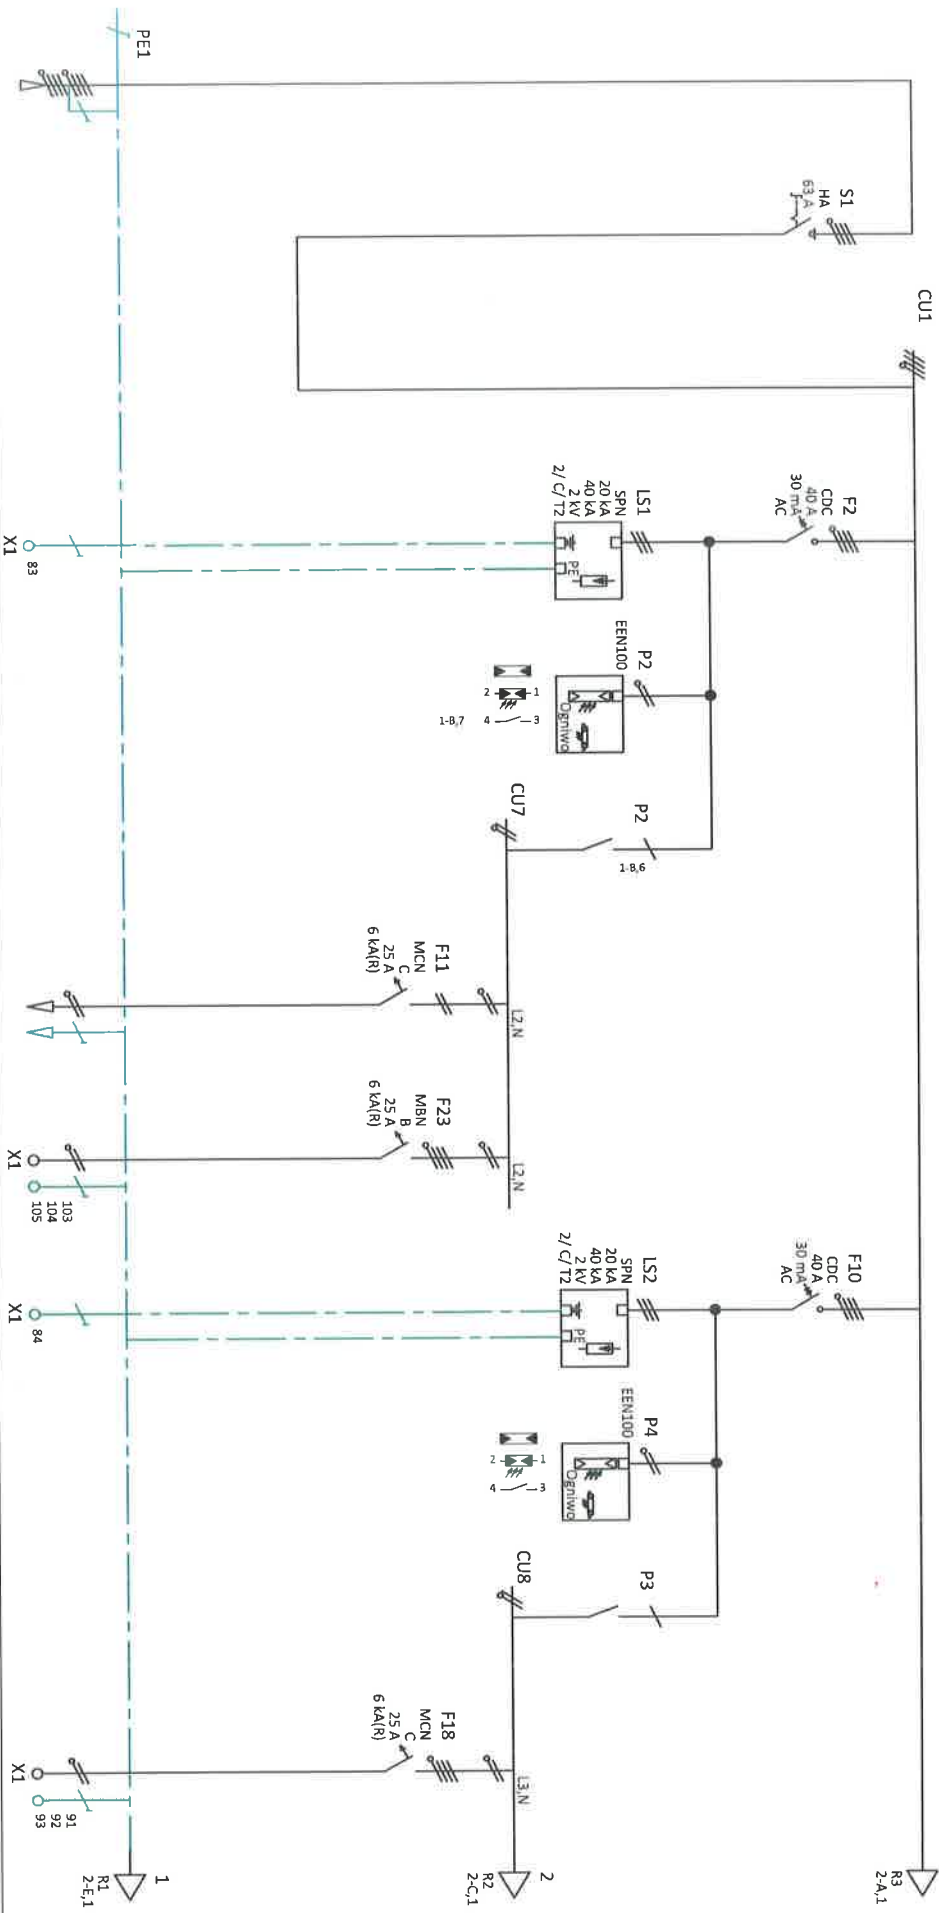 PE1
S1
HA
63 A
CU1
F2
CDC
40 A
30 mA
AC
LS1
SPN
20 kA
40 kA
2 kV
2/ C/ T2
PE
X1
83
P2
EEN100
Ogniwo
1
2
3
4
1-B,7
P2
1-B,6
CU7
F11
MCN
C
25 A
6 kA(R)
L2,N
F23
MBN
B
25 A
6 kA(R)
L2,N
X1
103
104
105
F10
CDC
40 A
30 mA
AC
LS2
SPN
20 kA
40 kA
2 kV
2/ C/ T2
PE
X1
84
P4
EEN100
Ogniwo
1
2
3
4
P3
CU8
F18
MCN
C
25 A
6 kA(R)
L3,N
X1
91
92
93
R3
2-A,1
2
R2
2-C,1
1
R1
2-E,1